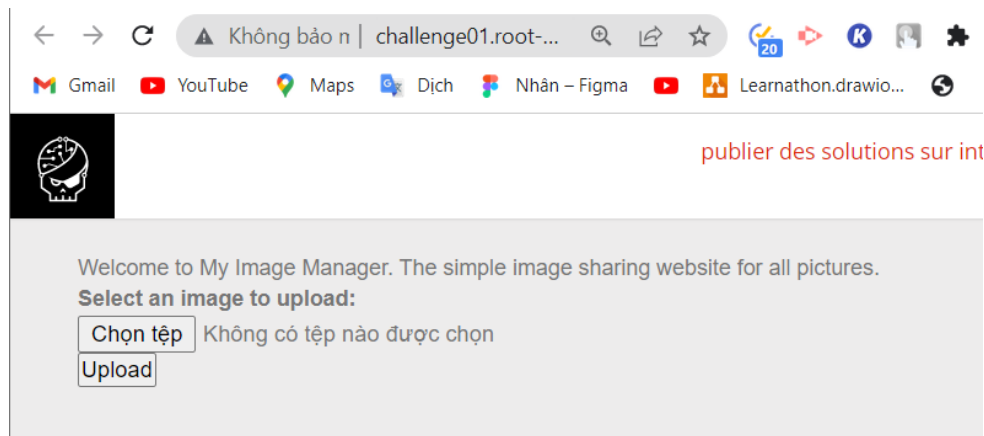 Không bảo m | challenge01.root-...
20
K
Gmail YouTube Maps Dịch Nhân – Figma Learnathon.drawio...
publier des solutions sur int
Welcome to My Image Manager. The simple image sharing website for all pictures.
Select an image to upload:
Chọn tệp Không có tệp nào được chọn
Upload